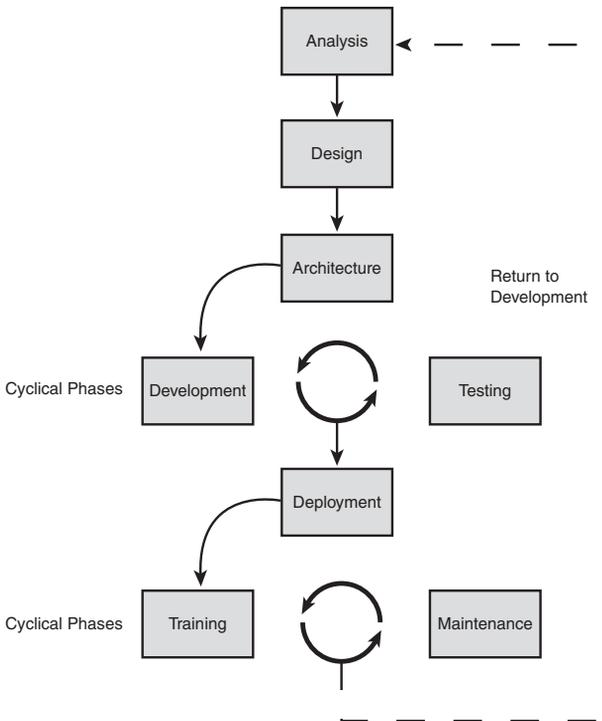 Analysis
Design
Architecture
Return to
Development
Cyclical Phases
Development
Testing
Deployment
Cyclical Phases
Training
Maintenance